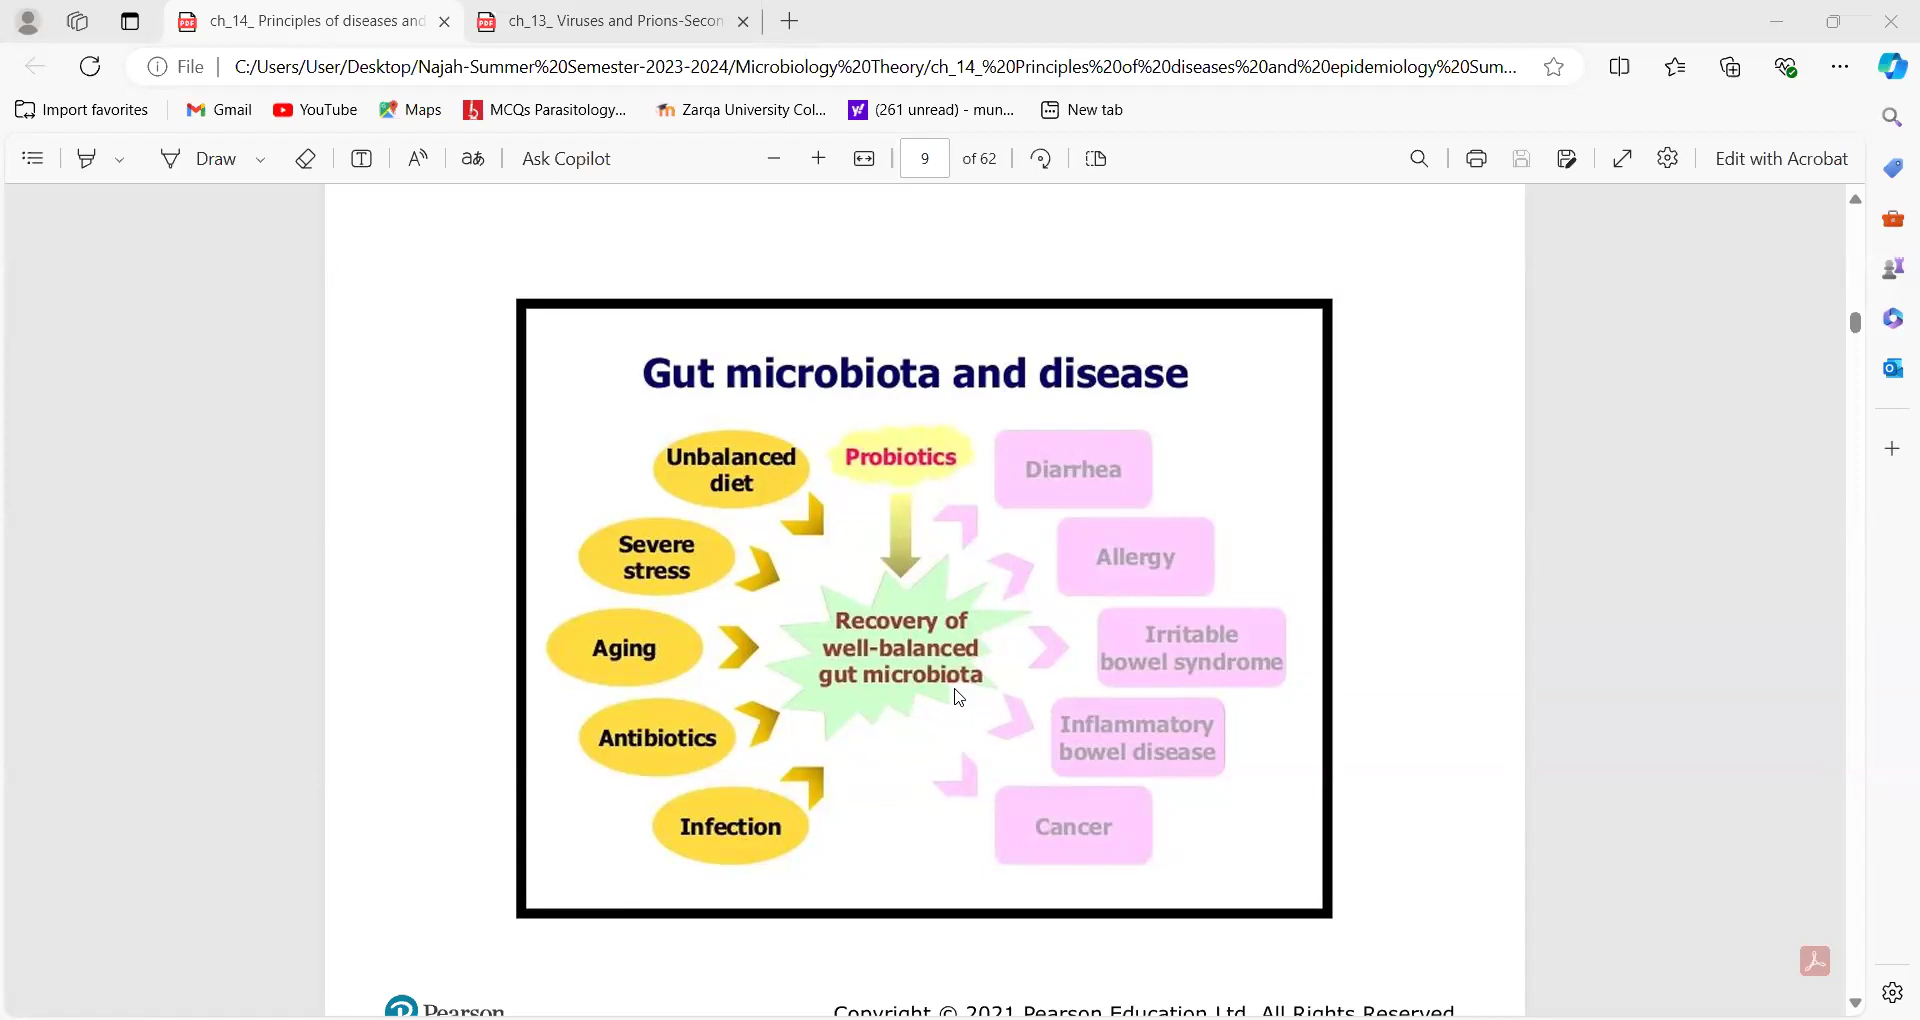 ch_14_ Principles of diseases and
ch_13_ Viruses and Prions-Secon
File
C:/Users/User/Desktop/Najah-Summer%20Semester-2023-2024/Microbiology%20Theory/ch_14_%20Principles%20of%20diseases%20and%20epidemiology%20Sum...
Import favorites
Gmail
YouTube
Maps
MCQs Parasitology...
Zarqa University Col...
(261 unread) - mun...
New tab
Draw
Ask Copilot
9
of 62
Edit with Acrobat
Gut microbiota and disease
Unbalanced
diet
Probiotics
Diarrhea
Severe
stress
Allergy
Aging
Recovery of
well-balanced
gut microbiota
Irritable
bowel syndrome
Antibiotics
Inflammatory
bowel disease
Infection
Cancer
Pearson
Copyright © 2021 Pearson Education Ltd. All Rights Reserved